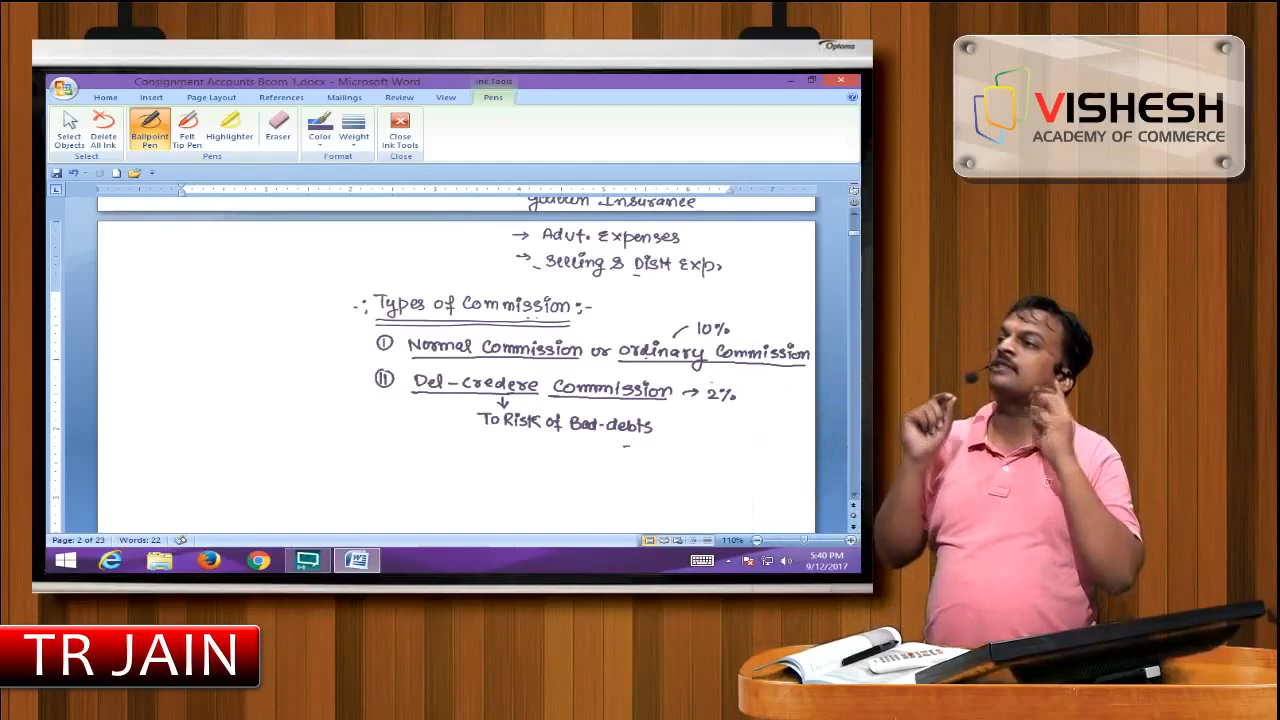 Optoma
Consignment Accounts Bcom 1.docx - Microsoft Word
Ink Tools
Home Insert Page Layout References Mailings Review View Pens
Select Objects
Delete All Ink
Ballpoint Pen
Felt Tip Pen
Highlighter
Eraser
Color
Weight
Close Ink Tools
Select Pens Format Close
Insurance
→ Advt. Expenses
→ Selling & Dist Exp.
Types of Commission :-
10%
(I) Normal Commission or ordinary Commission
(II) Del-Credere Commission → 2%
To Risk of Bad-debts
Page: 2 of 23 Words: 22 110%
5:40 PM
9/12/2017
VISHESH
ACADEMY OF COMMERCE
TR JAIN